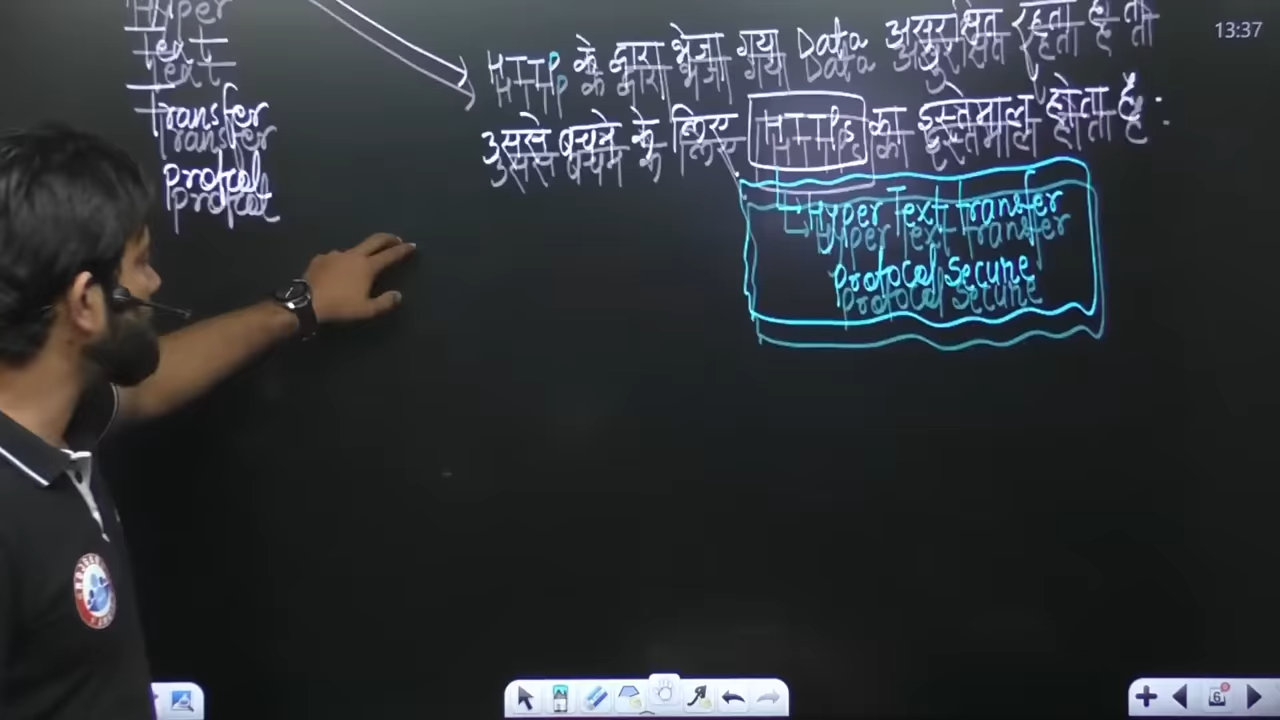 Hyper
Text
Transfer
Protocol
HTTP के द्वारा भेजा गया Data असुरक्षित रहता है तो
उससे बचने के लिए HTTPs का इस्तेमाल होता है :
Hyper Text Transfer
Protocol Secure
13:37
6